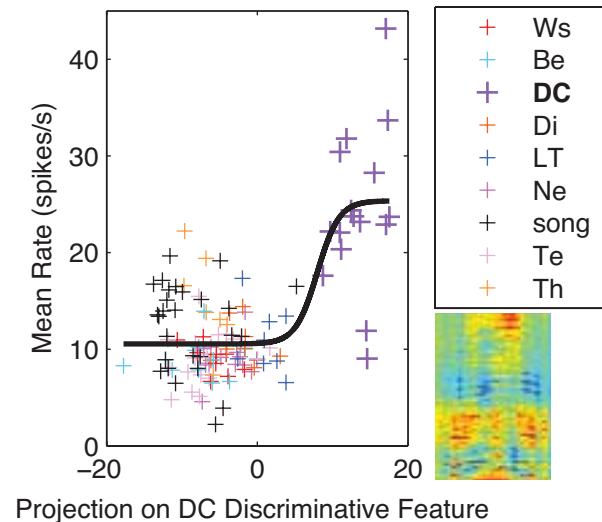 Mean Rate (spikes/s)
40
30
20
10
0
−20
0
20
Projection on DC Discriminative Feature
Ws
Be
DC
Di
LT
Ne
song
Te
Th